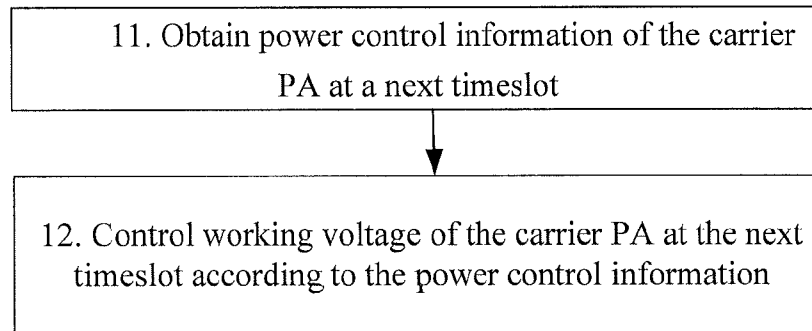 11. Obtain power control information of the carrier
PA at a next timeslot
12. Control working voltage of the carrier PA at the next
timeslot according to the power control information